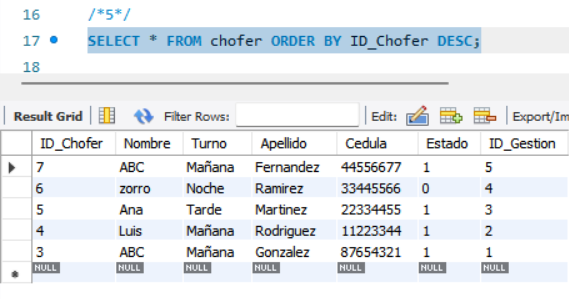 16 /*5*/
17 SELECT * FROM chofer ORDER BY ID_Chofer DESC;
18
Result Grid Filter Rows: Edit: Export/Im
ID_Chofer Nombre Turno Apellido Cedula Estado ID_Gestion
7 ABC Mañana Fernandez 44556677 1 5
6 zorro Noche Ramirez 33445566 0 4
5 Ana Tarde Martinez 22334455 1 3
4 Luis Mañana Rodriguez 11223344 1 2
3 ABC Mañana Gonzalez 87654321 1 1
NULL NULL NULL NULL NULL NULL NULL